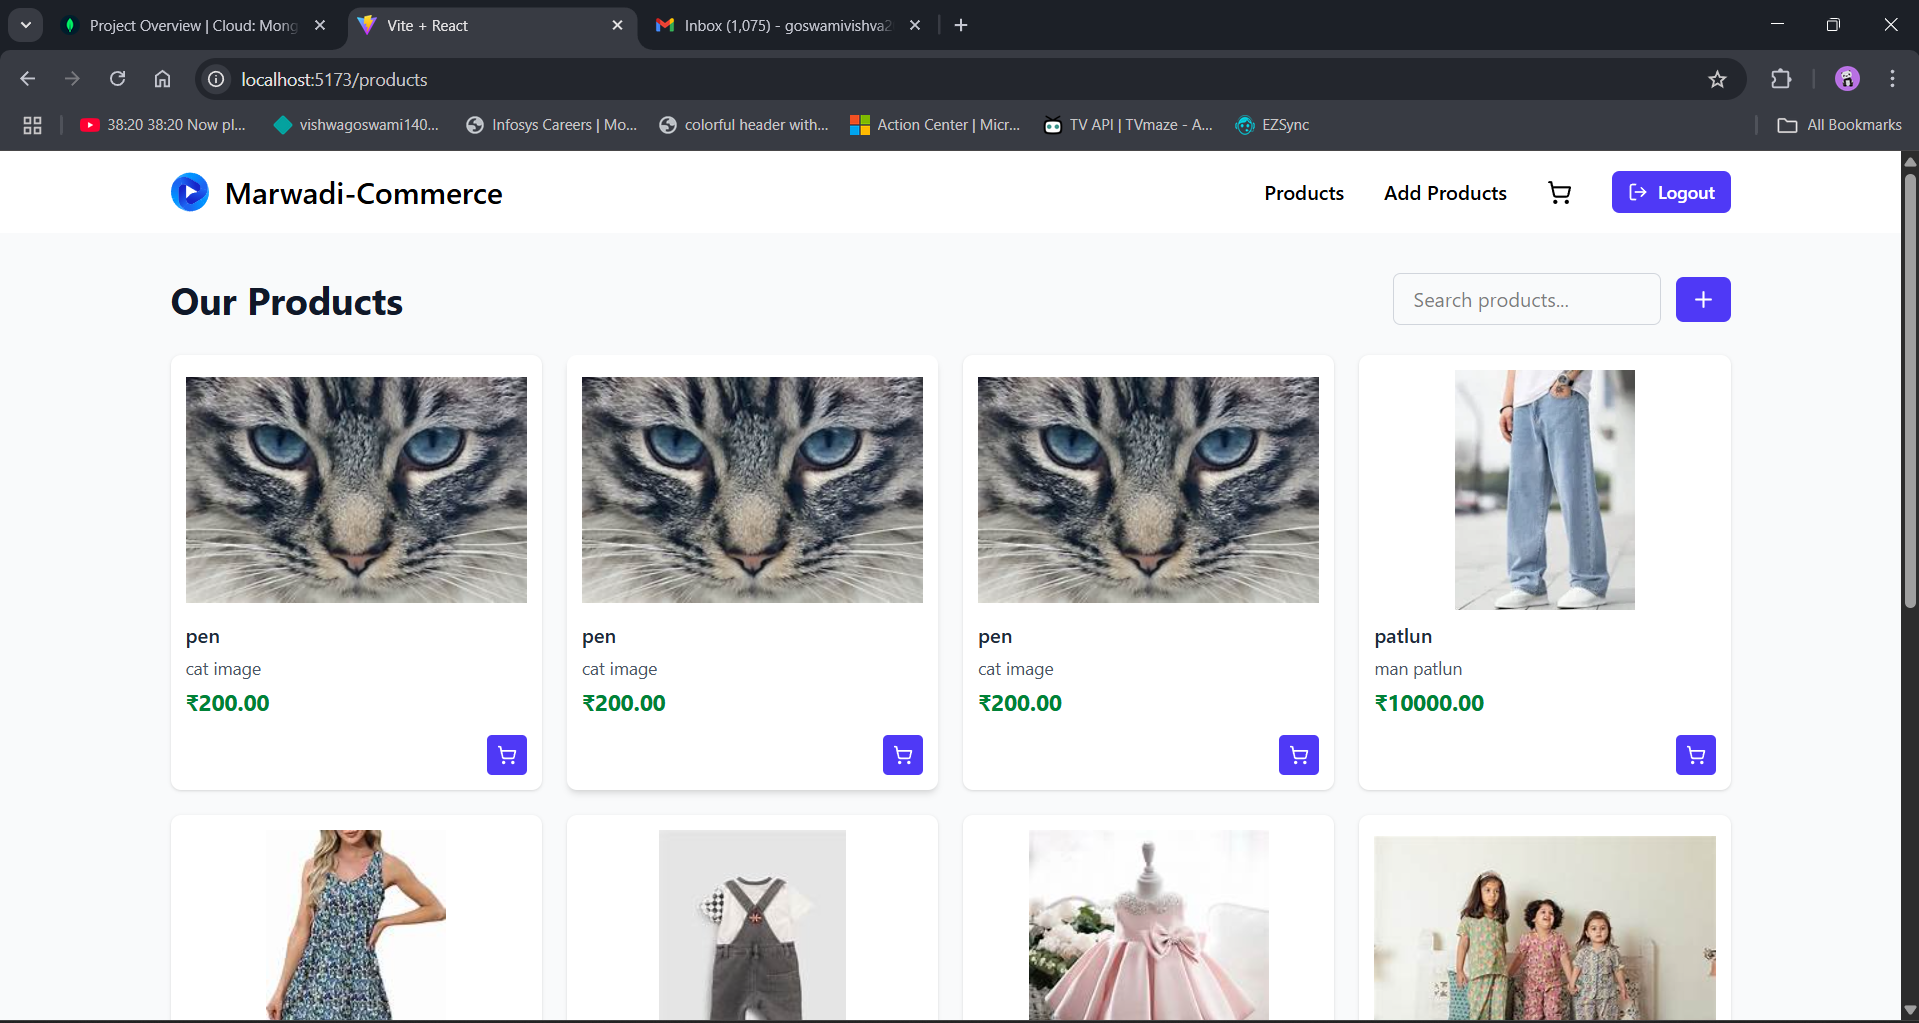 Project Overview | Cloud: Mong
Vite + React
Inbox (1,075) - goswamivishva2
localhost:5173/products
38:20 38:20 Now pl...
vishwagoswami140...
Infosys Careers | Mo...
colorful header with...
Action Center | Micr...
TV API | TVmaze - A...
EZSync
All Bookmarks
Marwadi-Commerce
Products
Add Products
Logout
Our Products
Search products...
pen
cat image
₹200.00
pen
cat image
₹200.00
pen
cat image
₹200.00
patlun
man patlun
₹10000.00